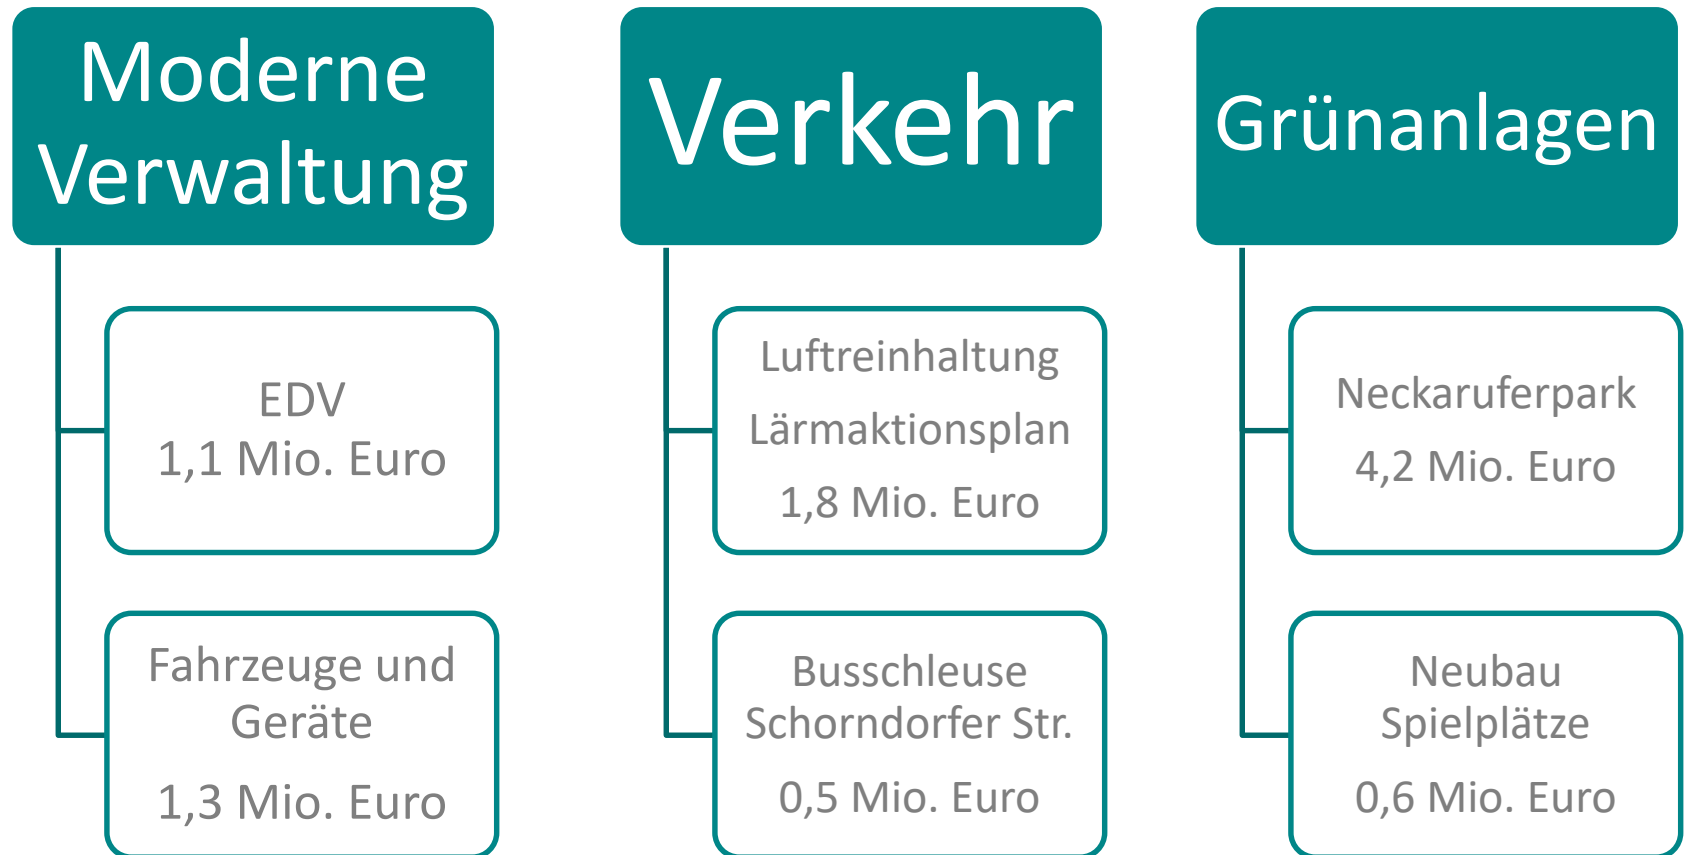 Moderne
Verwaltung
EDV
1,1 Mio. Euro
Fahrzeuge und
Geräte
1,3 Mio. Euro
Verkehr
Luftreinhaltung
Lärmaktionsplan
1,8 Mio. Euro
Busschleuse
Schorndorfer Str.
0,5 Mio. Euro
Grünanlagen
Neckaruferpark
4,2 Mio. Euro
Neubau
Spielplätze
0,6 Mio. Euro